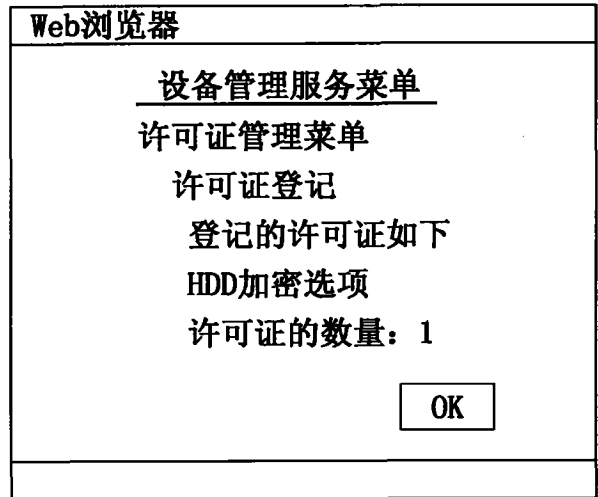 Web浏览器
设备管理服务菜单
许可证管理菜单
许可证登记
登记的许可证如下
HDD加密选项
许可证的数量：1
OK